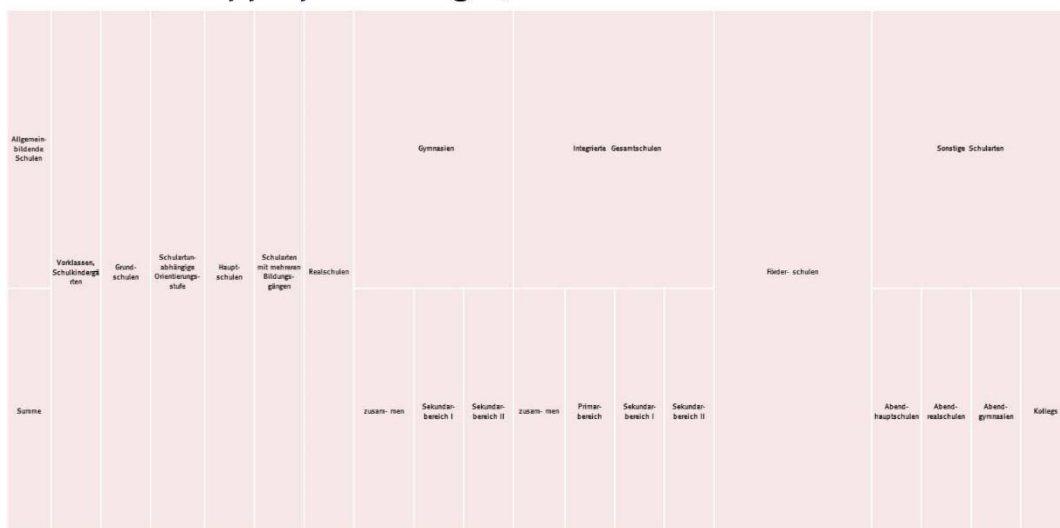 Allgemein-
bildende
Schulen
Gymnasien
Integrierte Gesamtschulen
Sonstige Schularten
Vorklassen,
Schulkindergä
rten
Grund-
schulen
Schulartun-
abhängige
Orientierungs-
stufe
Haupt-
schulen
Schularten
mit mehreren
Bildungs-
gängen
Realschulen
Förder- schulen
Summe
zusam- men
Sekundar-
bereich I
Sekundar-
bereich II
zusam- men
Primar-
bereich
Sekundar-
bereich I
Sekundar-
bereich II
Abend-
hauptschulen
Abend-
realschulen
Abend-
gymnasien
Kollegs